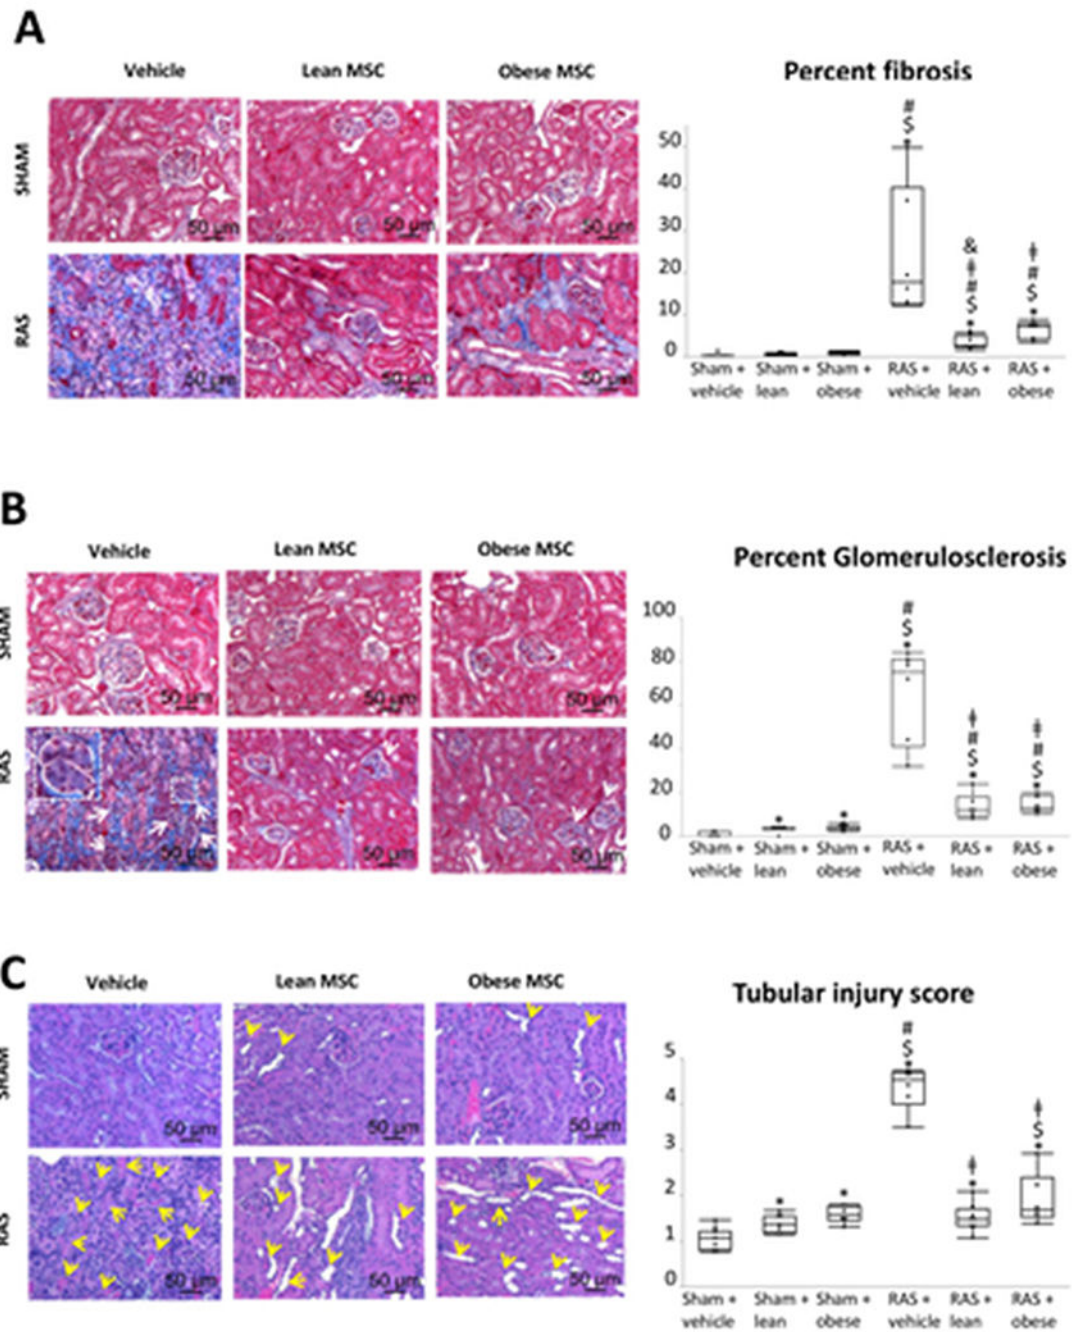 A
Vehicle Lean MSC Obese MSC
Percent fibrosis
SHAM
50 µm 50 µm 50 µm
RAS
50 µm 50 µm 50 µm
50
40
30
20
10
0
#
$
&
ǂ
#
$
ǂ
#
$
Sham + Sham + Sham + RAS + RAS + RAS +
vehicle lean obese vehicle lean obese
B
Vehicle Lean MSC Obese MSC
Percent Glomerulosclerosis
SHAM
50 µm 50 µm 50 µm
RAS
50 µm 50 µm 50 µm
100
80
60
40
20
0
#
$
ǂ
#
$
ǂ
#
$
Sham + Sham + Sham + RAS + RAS + RAS +
vehicle lean obese vehicle lean obese
C
Vehicle Lean MSC Obese MSC
Tubular injury score
SHAM
50 µm 50 µm 50 µm
RAS
50 µm 50 µm 50 µm
5
4
3
2
1
0
#
$
ǂ
ǂ
$
Sham + Sham + Sham + RAS + RAS + RAS +
vehicle lean obese vehicle lean obese